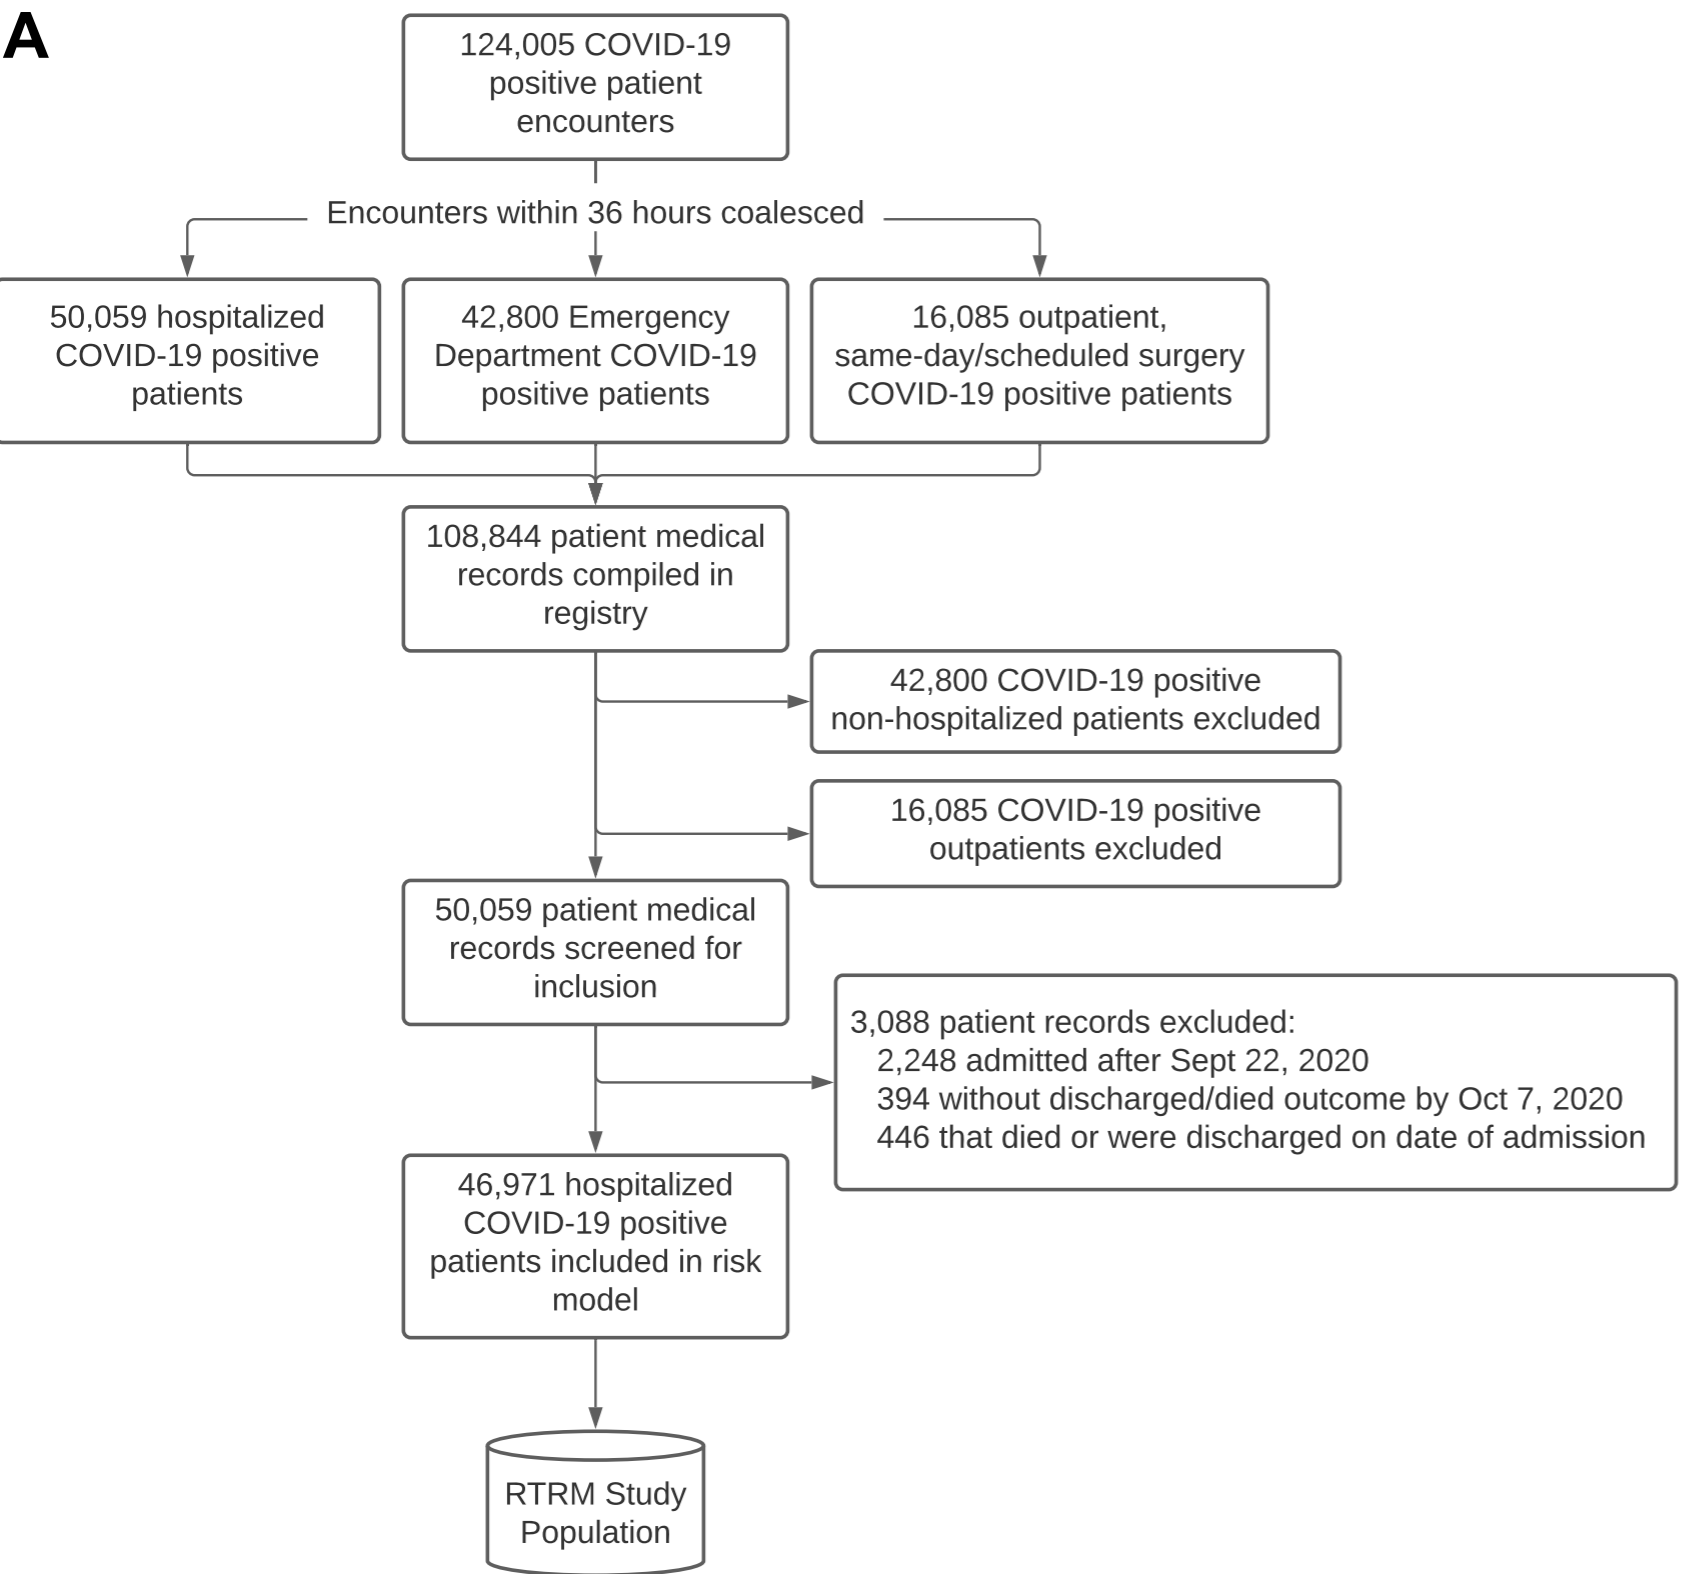 A
124,005 COVID-19
positive patient
encounters
Encounters within 36 hours coalesced
50,059 hospitalized
COVID-19 positive
patients
42,800 Emergency
Department COVID-19
positive patients
16,085 outpatient,
same-day/scheduled surgery
COVID-19 positive patients
108,844 patient medical
records compiled in
registry
42,800 COVID-19 positive
non-hospitalized patients excluded
16,085 COVID-19 positive
outpatients excluded
50,059 patient medical
records screened for
inclusion
3,088 patient records excluded:
2,248 admitted after Sept 22, 2020
394 without discharged/died outcome by Oct 7, 2020
446 that died or were discharged on date of admission
46,971 hospitalized
COVID-19 positive
patients included in risk
model
RTRM Study
Population